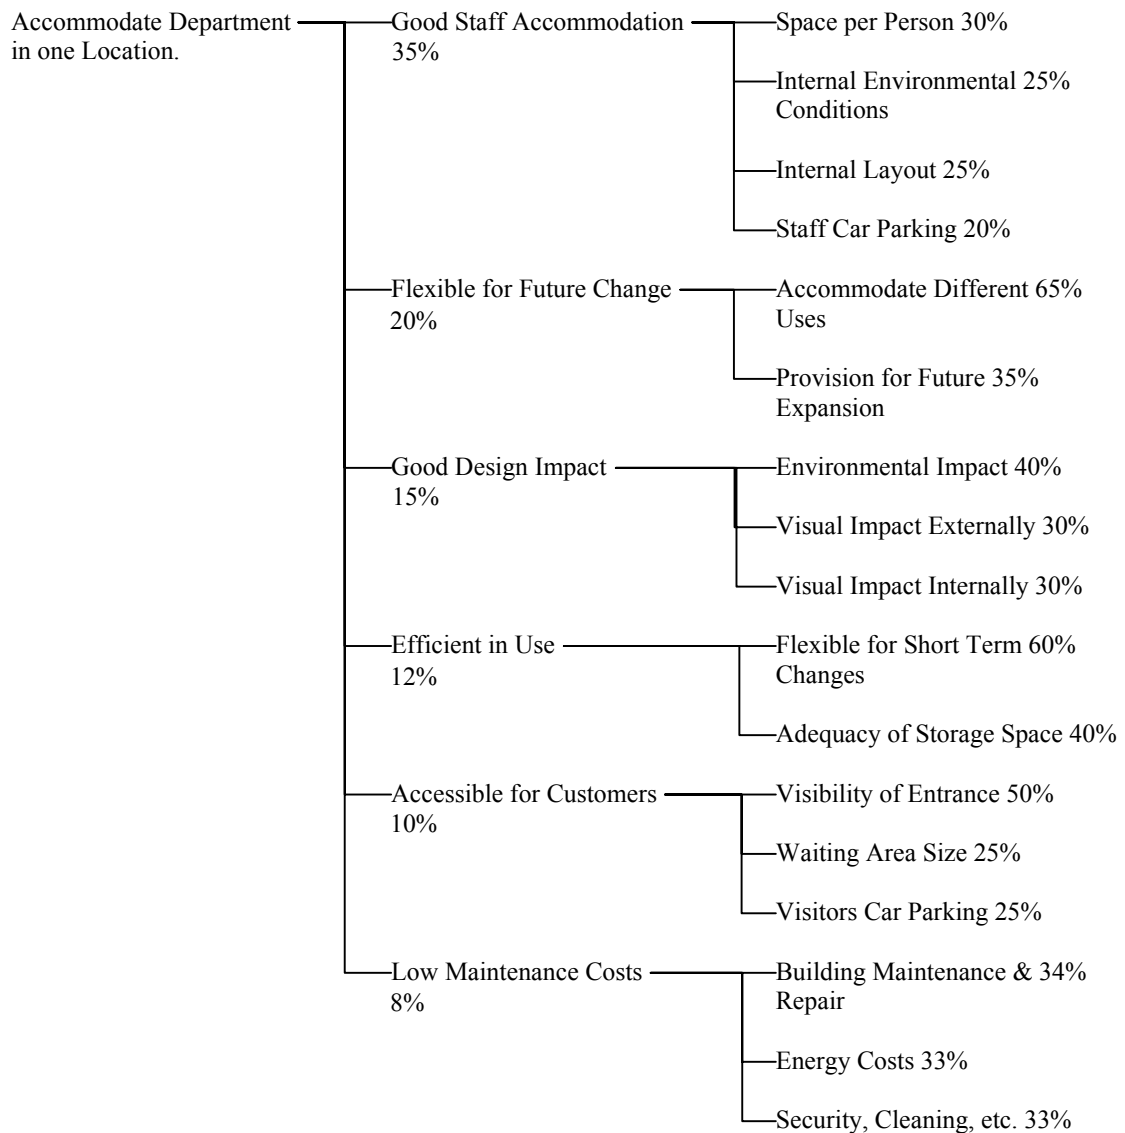 Accommodate Department
in one Location.
Good Staff Accommodation
35%
Space per Person 30%
Internal Environmental 25%
Conditions
Internal Layout 25%
Staff Car Parking 20%
Flexible for Future Change
20%
Accommodate Different 65%
Uses
Provision for Future 35%
Expansion
Good Design Impact
15%
Environmental Impact 40%
Visual Impact Externally 30%
Visual Impact Internally 30%
Efficient in Use
12%
Flexible for Short Term 60%
Changes
Adequacy of Storage Space 40%
Accessible for Customers
10%
Visibility of Entrance 50%
Waiting Area Size 25%
Visitors Car Parking 25%
Low Maintenance Costs
8%
Building Maintenance & 34%
Repair
Energy Costs 33%
Security, Cleaning, etc. 33%